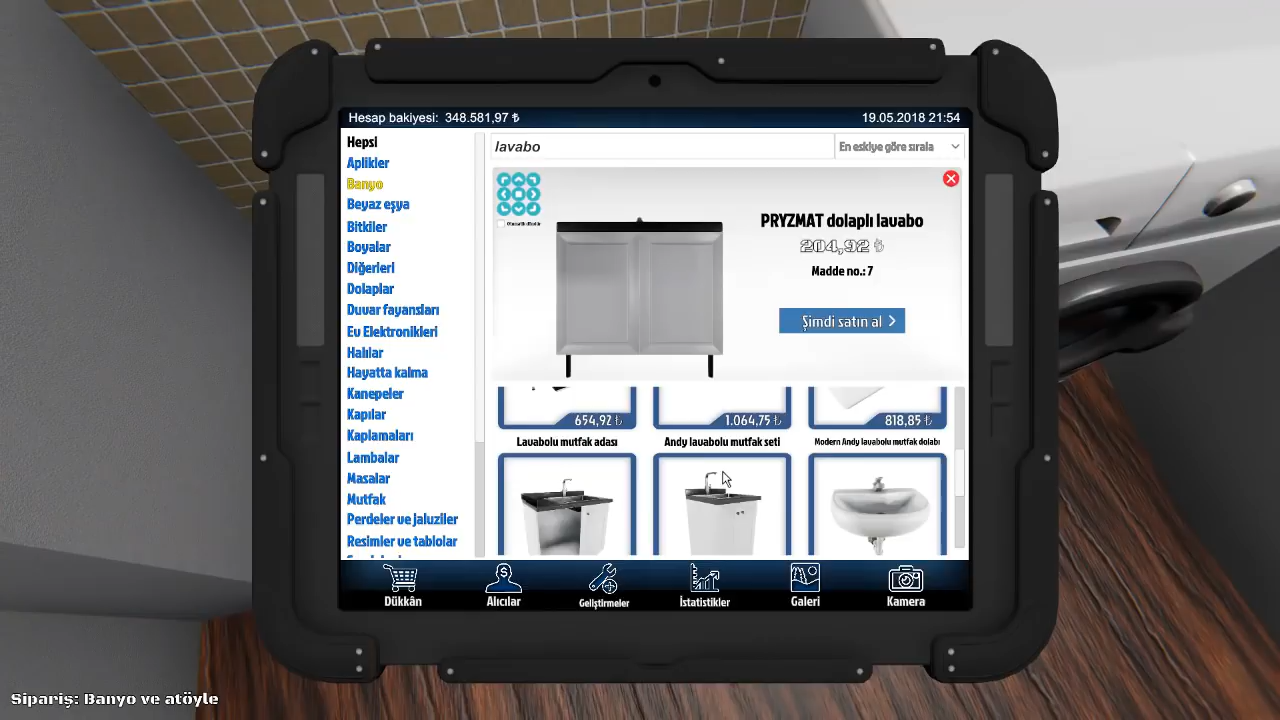 Hesap bakiyesi: 348.581,97 ₺
19.05.2018 21:54
Hepsi
Aplikler
Banyo
Beyaz eşya
Bitkiler
Boyalar
Diğerleri
Dolaplar
Duvar fayansları
Ev Elektronikleri
Halılar
Hayatta kalma
Kanepeler
Kapılar
Kaplamaları
Lambalar
Masalar
Mutfak
Perdeler ve jaluziler
Resimler ve tablolar
lavabo
En eskiye göre sırala
PRYZMAT dolaplı lavabo
204,92 ₺
Madde no.: 7
Şimdi satın al
654,92 ₺
1.064,75 ₺
818,85 ₺
Lavabolu mutfak adası
Andy lavabolu mutfak seti
Modern Andy lavabolu mutfak dolabı
Dükkân
Alıcılar
Geliştirmeler
İstatistikler
Galeri
Kamera
Sipariş: Banyo ve atöyle